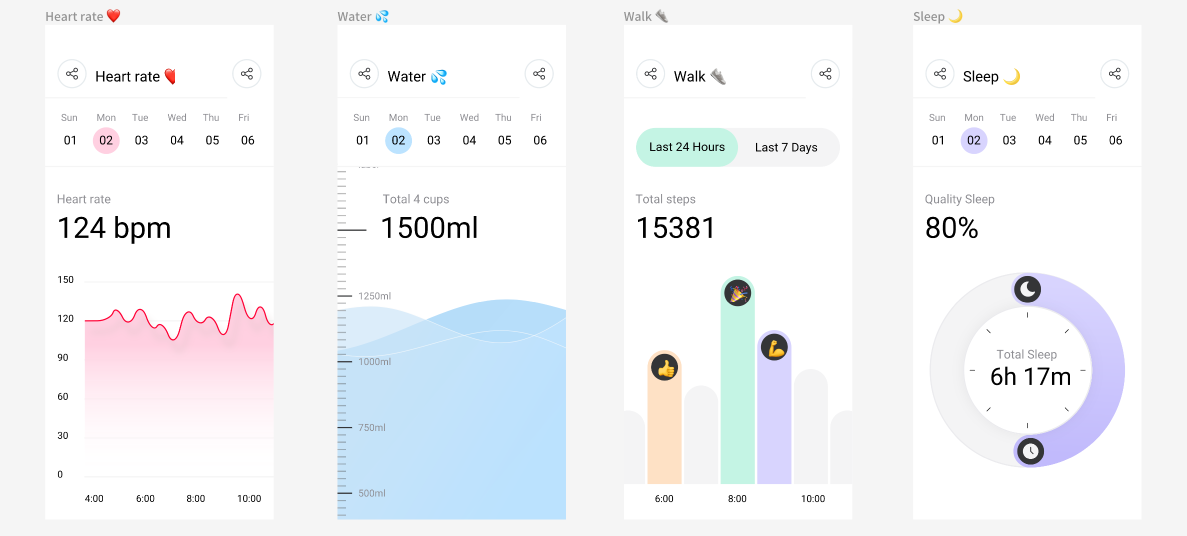 Heart rate ❤️
Heart rate
Sun Mon Tue Wed Thu Fri
01 02 03 04 05 06
Heart rate
124 bpm
150
120
90
60
30
0
4:00 6:00 8:00 10:00
Water 💦
Water 💦
Sun Mon Tue Wed Thu Fri
01 02 03 04 05 06
Total 4 cups
1500ml
1250ml
1000ml
750ml
500ml
Walk
Walk
Last 24 Hours Last 7 Days
Total steps
15381
6:00 8:00 10:00
Sleep 🌙
Sleep 🌙
Sun Mon Tue Wed Thu Fri
01 02 03 04 05 06
Quality Sleep
80%
Total Sleep
6h 17m